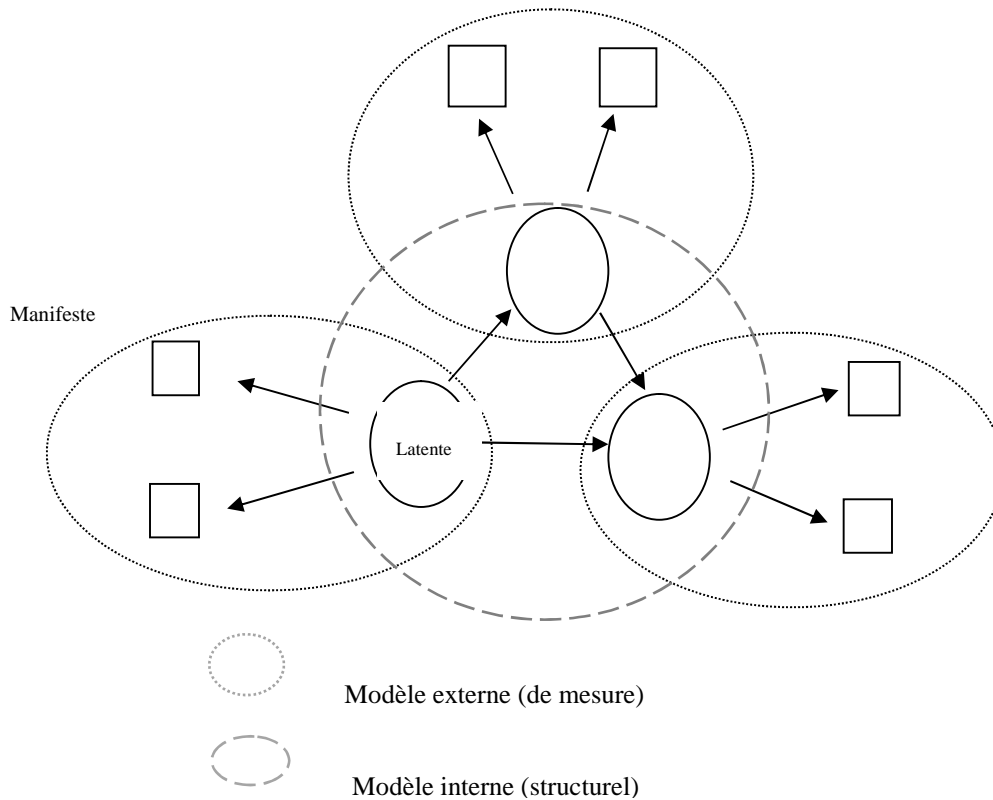 Manifeste
Latente
Modèle externe (de mesure)
Modèle interne (structurel)